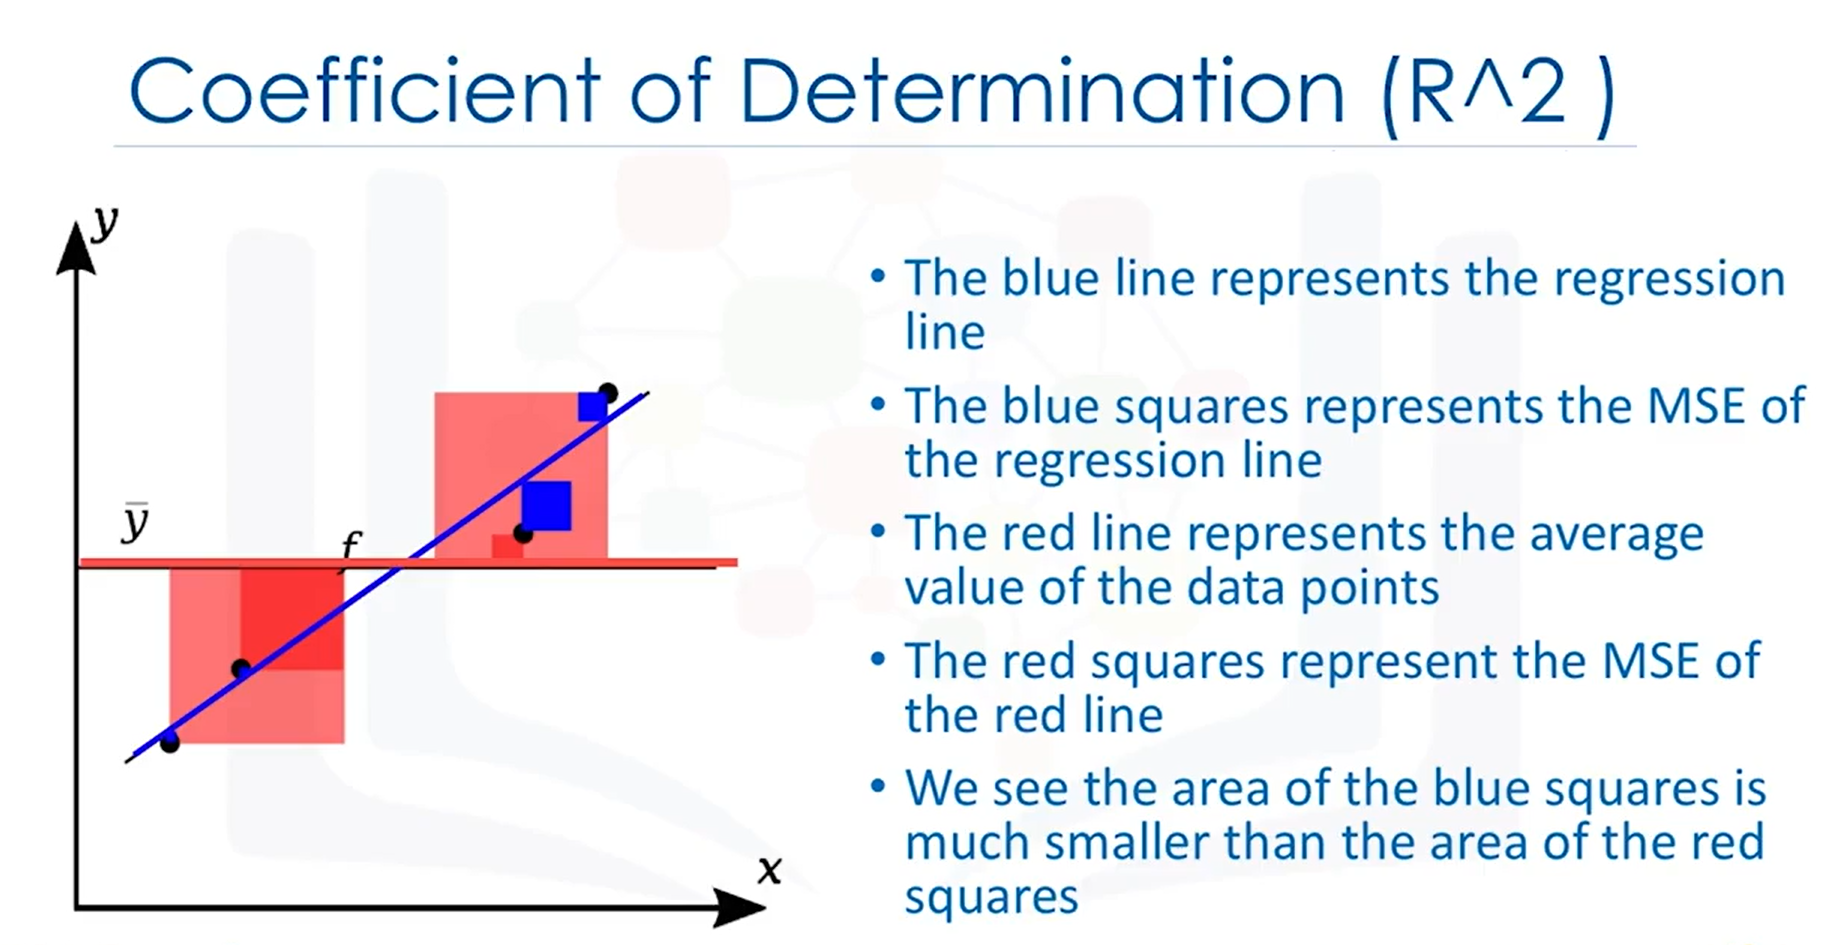 Coefficient of Determination (R^2 )
y
ȳ
f
x
• The blue line represents the regression
line
• The blue squares represents the MSE of
the regression line
• The red line represents the average
value of the data points
• The red squares represent the MSE of
the red line
• We see the area of the blue squares is
much smaller than the area of the red
squares